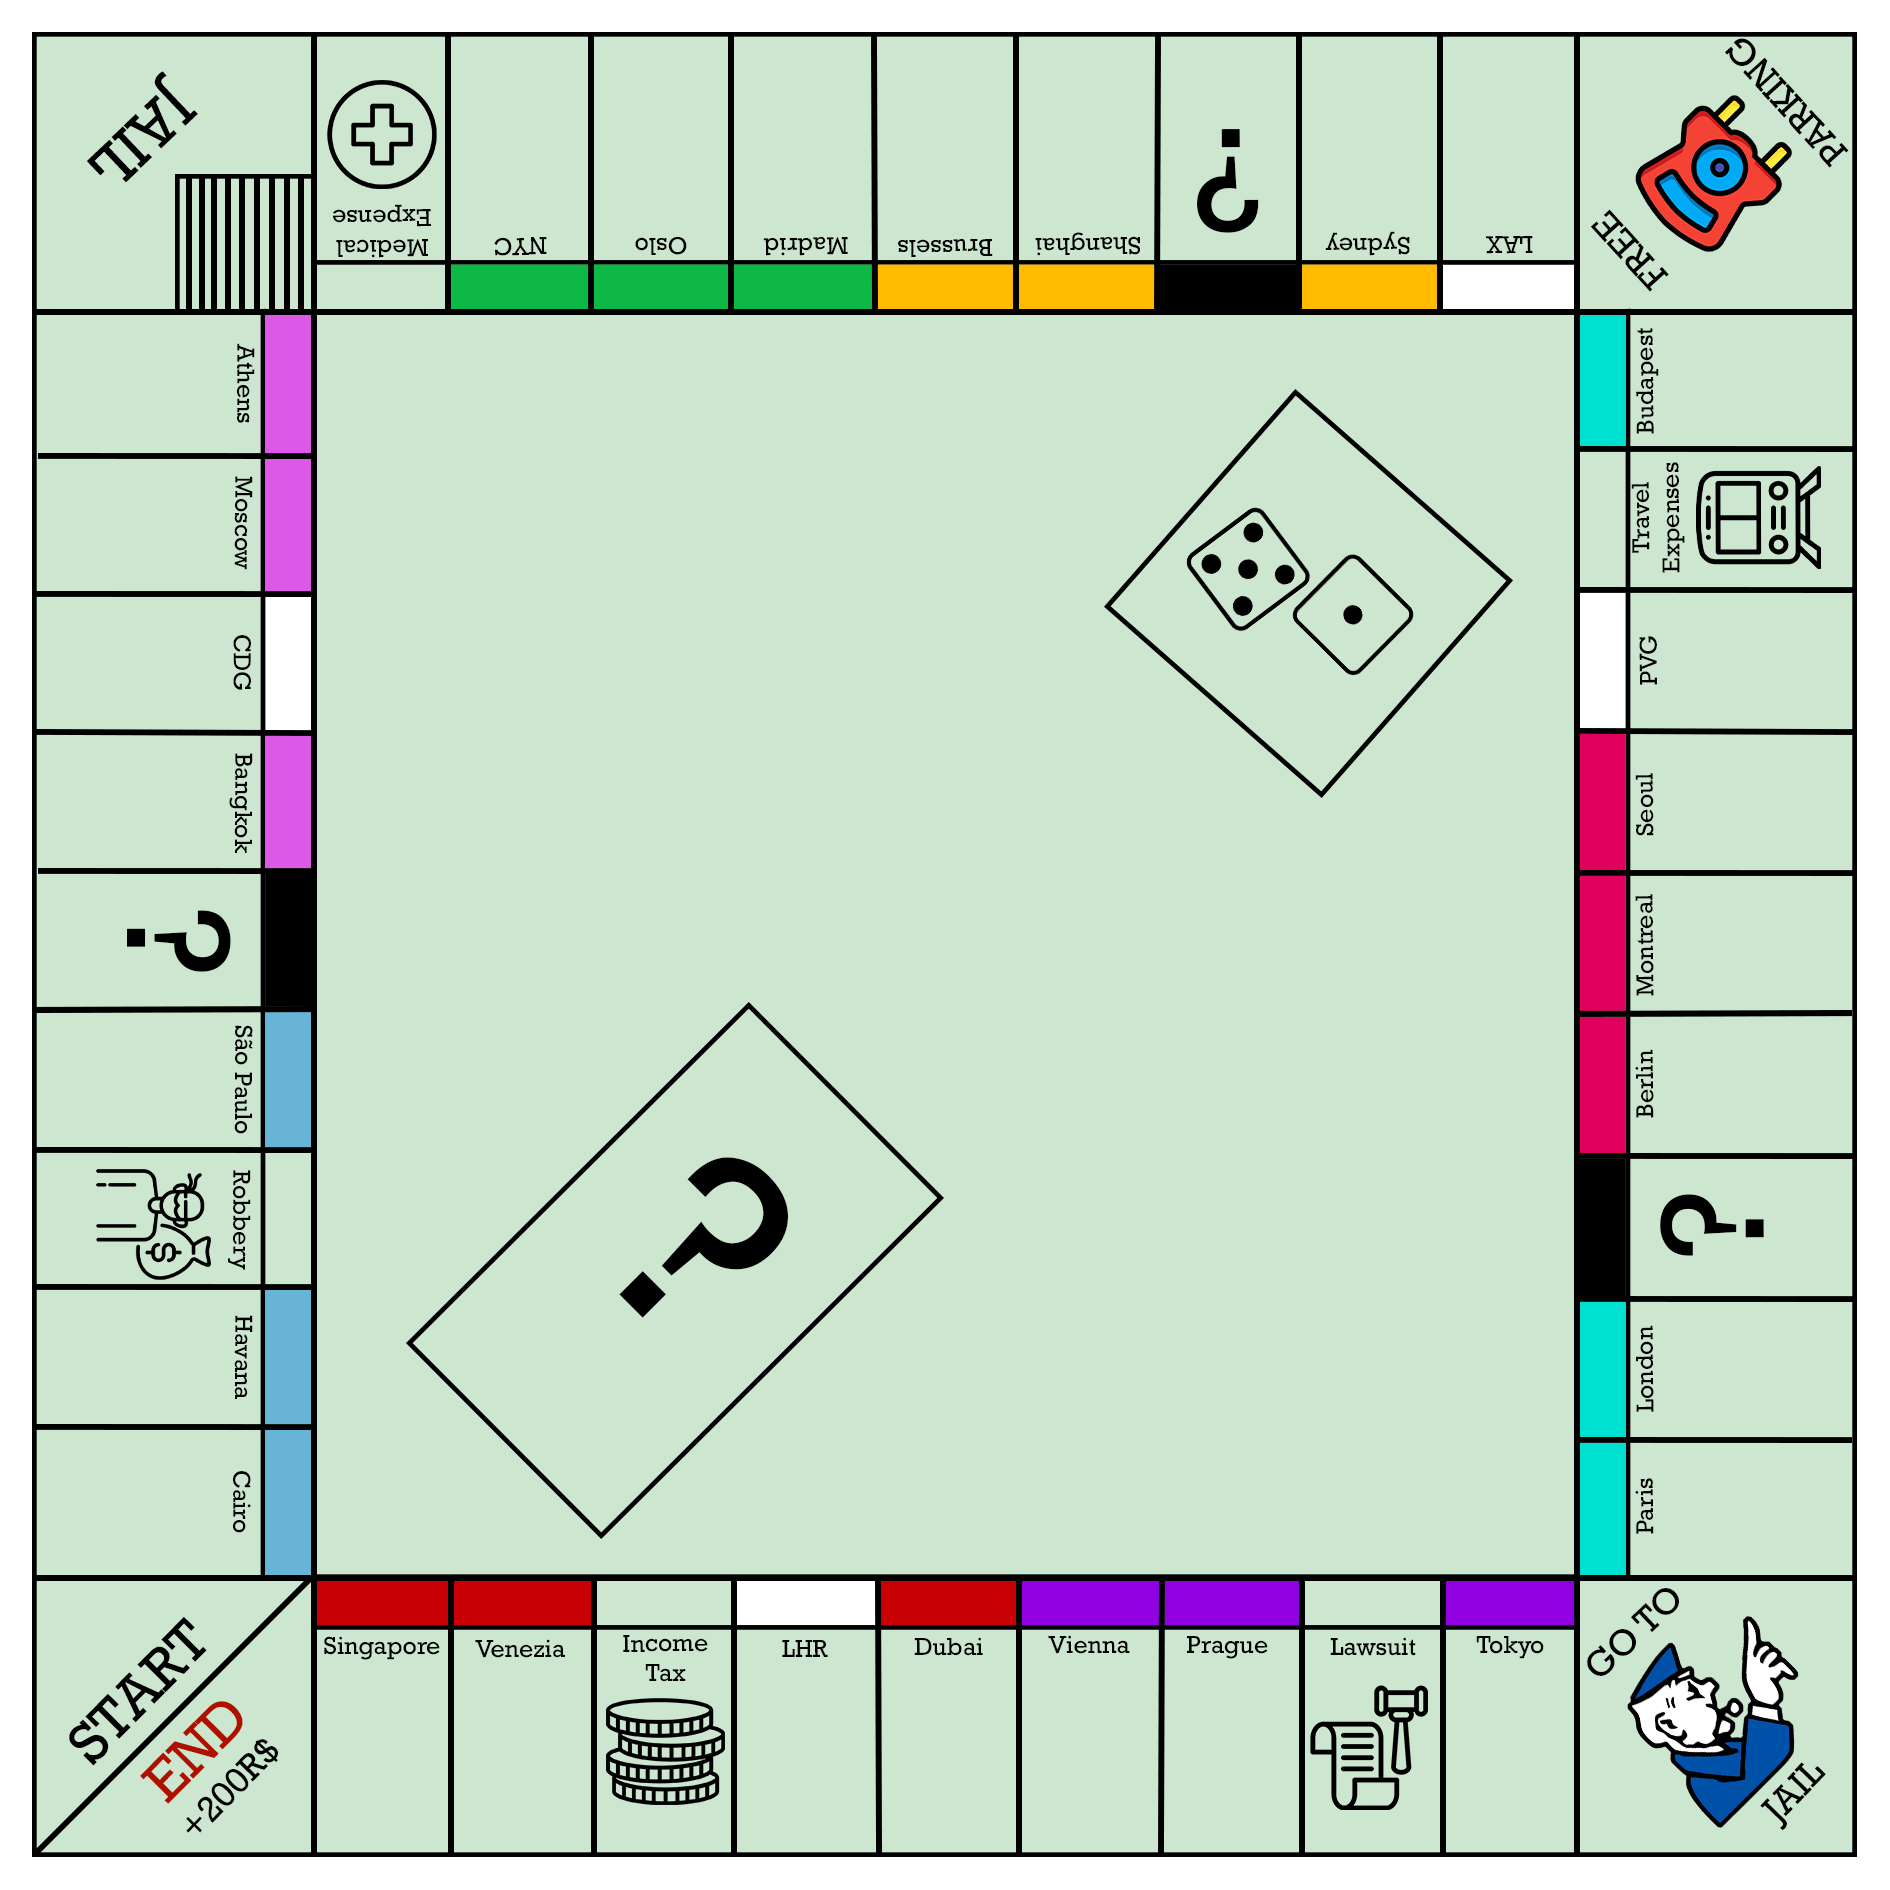 JAIL
Medical
Expense
NYC
Oslo
Madrid
Brussels
Shanghai
?
Sydney
LAX
FREE
PARKING
Budapest
Travel
Expenses
PVG
Seoul
Montreal
Berlin
?
London
Paris
GO TO
JAIL
Tokyo
Lawsuit
Prague
Vienna
Dubai
LHR
Income
Tax
Venezia
Singapore
START
END
+200R$
Cairo
Havana
Robbery
$
São Paulo
?
Bangkok
CDG
Moscow
Athens
?